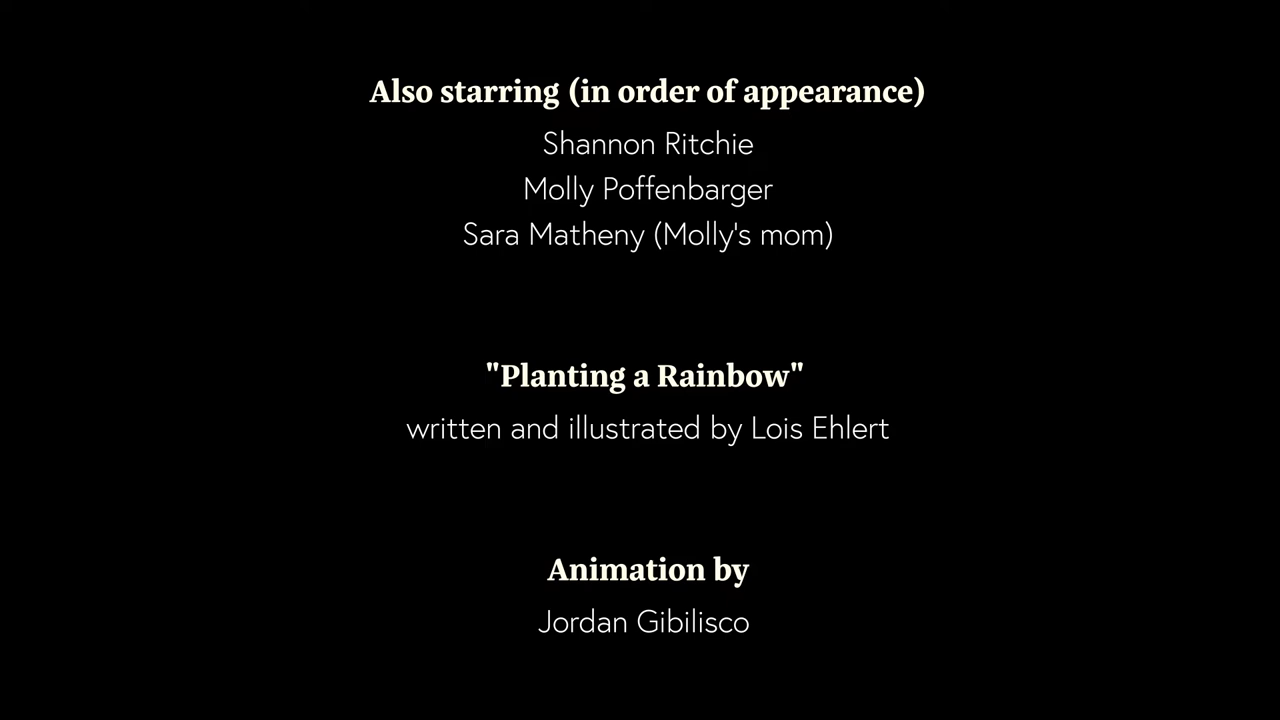 Also starring (in order of appearance)
Shannon Ritchie
Molly Poffenbarger
Sara Matheny (Molly's mom)
"Planting a Rainbow"
written and illustrated by Lois Ehlert
Animation by
Jordan Gibilisco